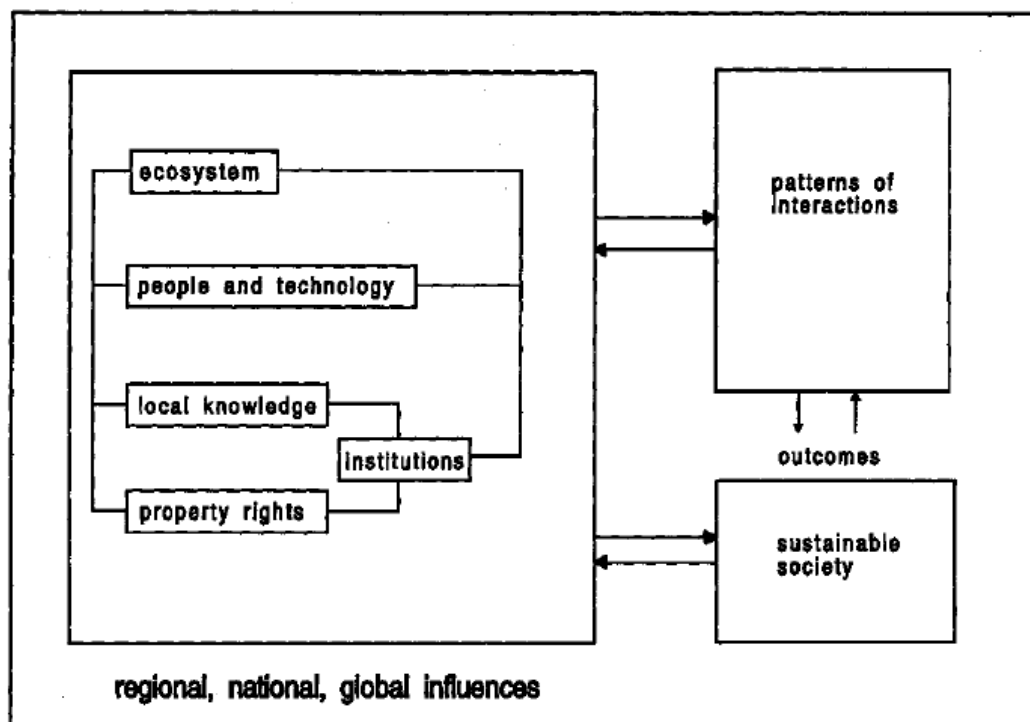 ecosystem
people and technology
local knowledge
institutions
property rights
patterns of
interactions
outcomes
sustainable
society
regional, national, global influences